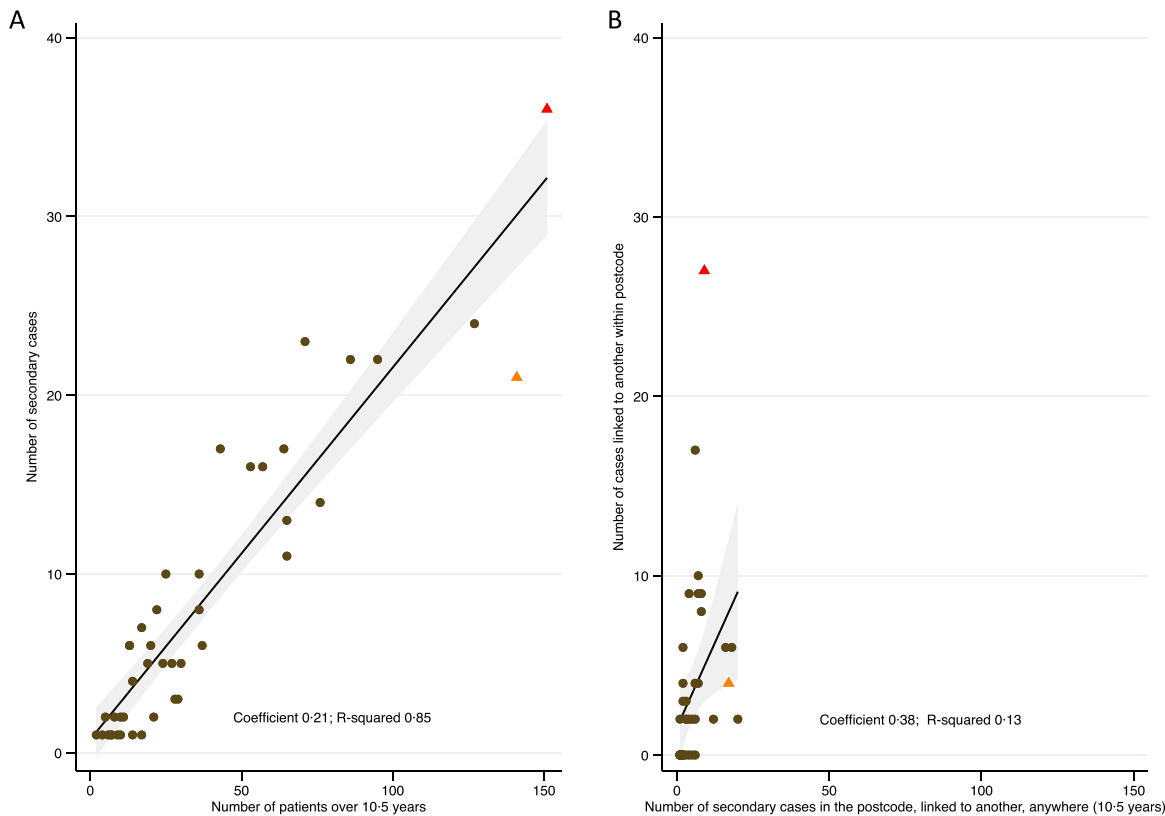 A
40
30
20
10
0
Number of secondary cases
Coefficient 0·21; R-squared 0·85
0
50
100
150
Number of patients over 10·5 years
B
40
30
20
10
0
Number of cases linked to another within postcode
Coefficient 0·38; R-squared 0·13
0
50
100
150
Number of secondary cases in the postcode, linked to another, anywhere (10·5 years)